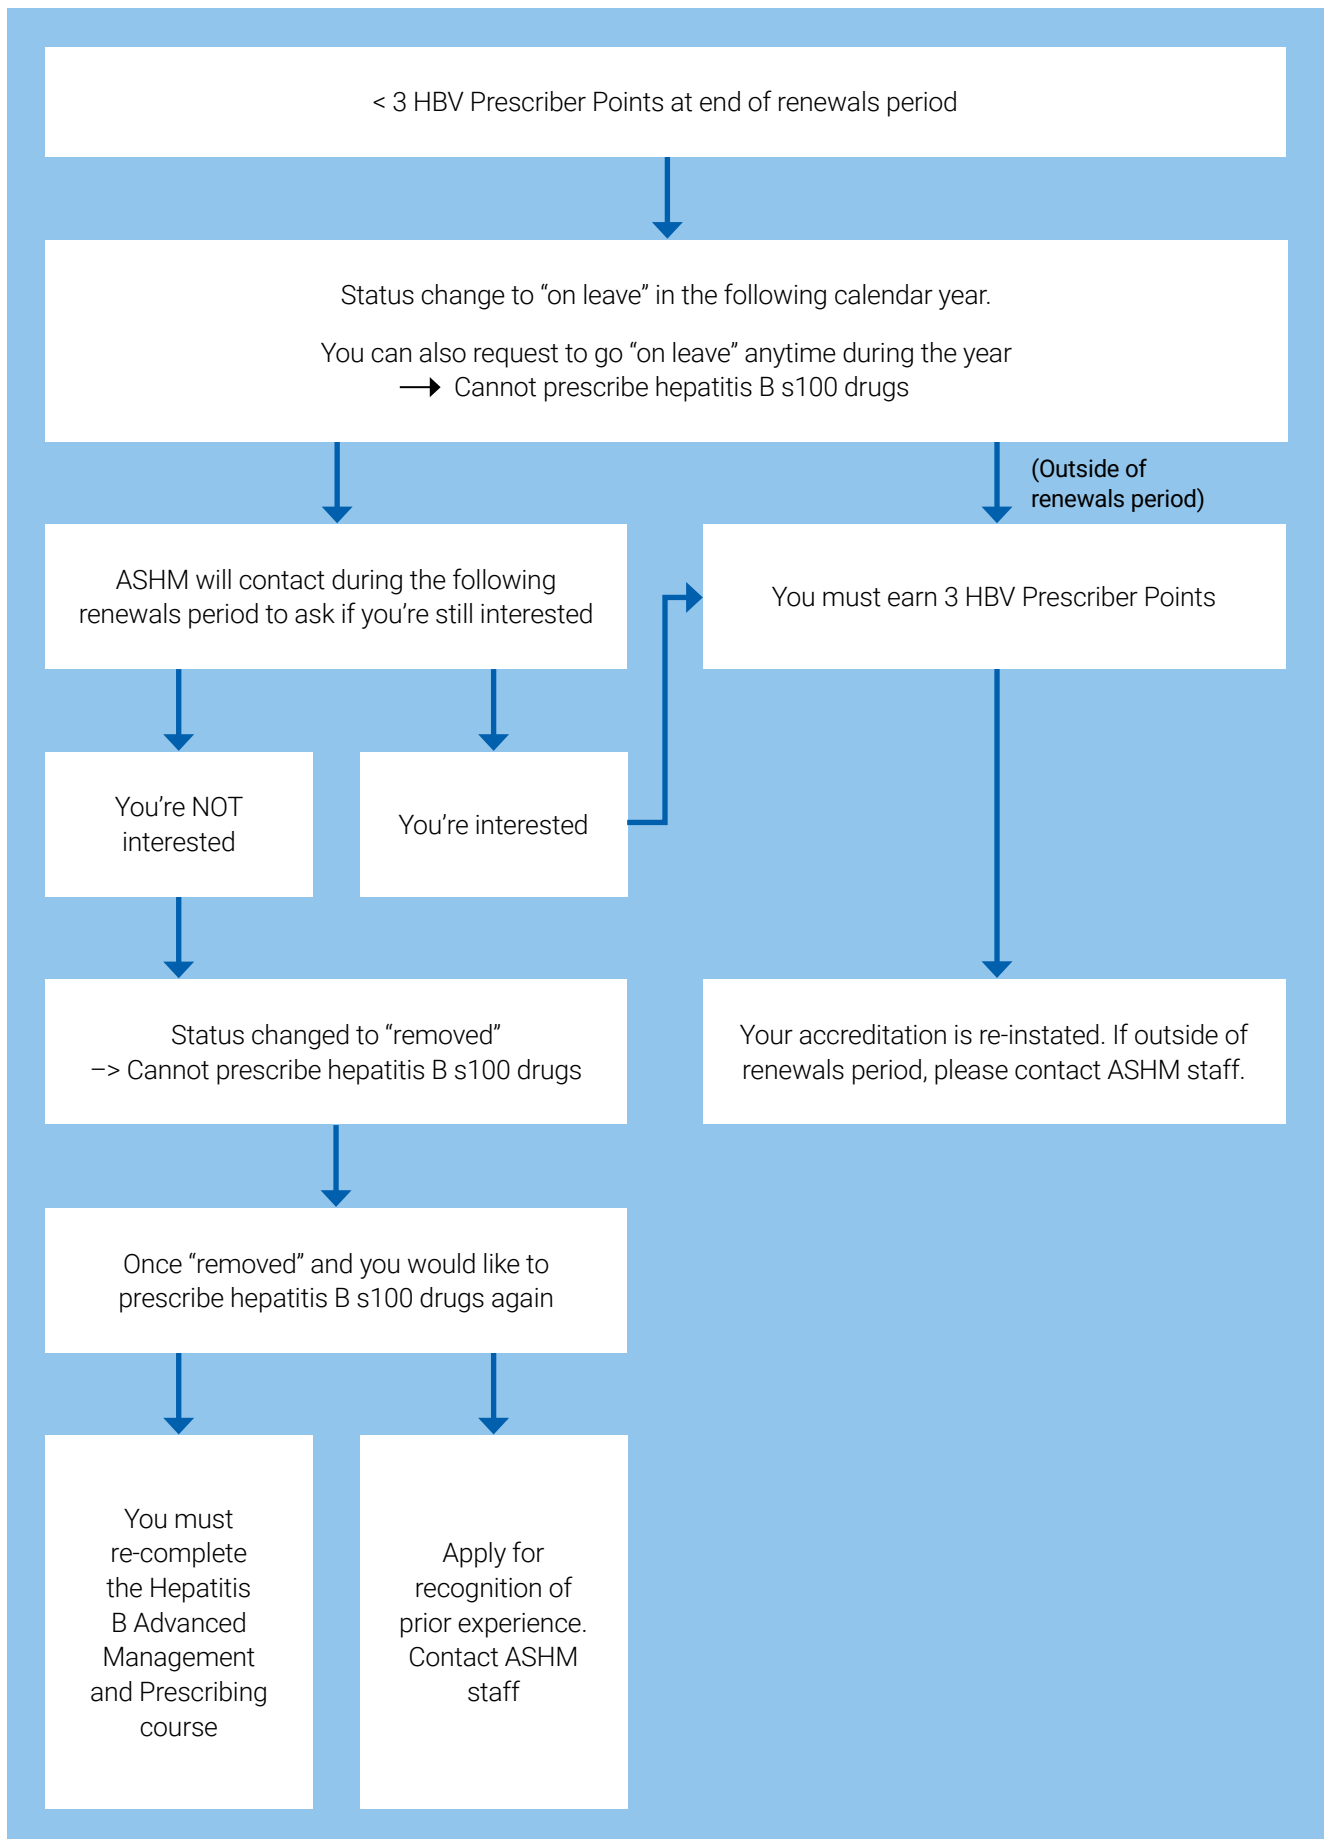 < 3 HBV Prescriber Points at end of renewals period
Status change to “on leave” in the following calendar year.
You can also request to go “on leave” anytime during the year
→ Cannot prescribe hepatitis B s100 drugs
(Outside of
renewals period)
ASHM will contact during the following
renewals period to ask if you’re still interested
You must earn 3 HBV Prescriber Points
You’re NOT
interested
You’re interested
Status changed to “removed”
–> Cannot prescribe hepatitis B s100 drugs
Your accreditation is re-instated. If outside of
renewals period, please contact ASHM staff.
Once “removed” and you would like to
prescribe hepatitis B s100 drugs again
You must
re-complete
the Hepatitis
B Advanced
Management
and Prescribing
course
Apply for
recognition of
prior experience.
Contact ASHM
staff